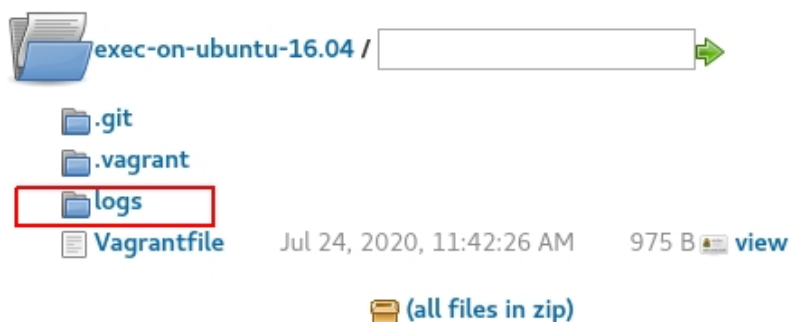 exec-on-ubuntu-16.04 /
.git
.vagrant
logs
Vagrantfile Jul 24, 2020, 11:42:26 AM 975 B view
(all files in zip)